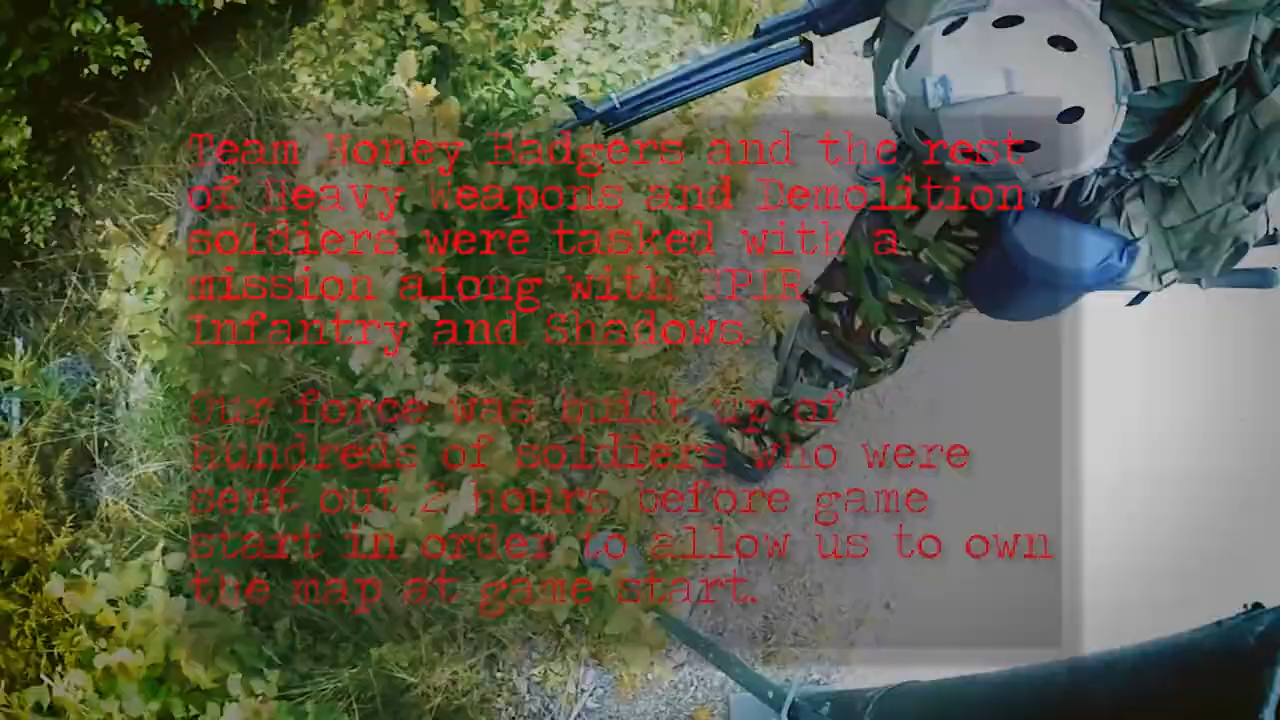 Team Honey Badgers and the rest
of Heavy Weapons and Demolition
soldiers were tasked with a
mission along with
Infantry and Shadows.
Our force was built up of
hundreds of soldiers who were
sent out 2 hours before game
start in order to allow us to own
the map at game start.